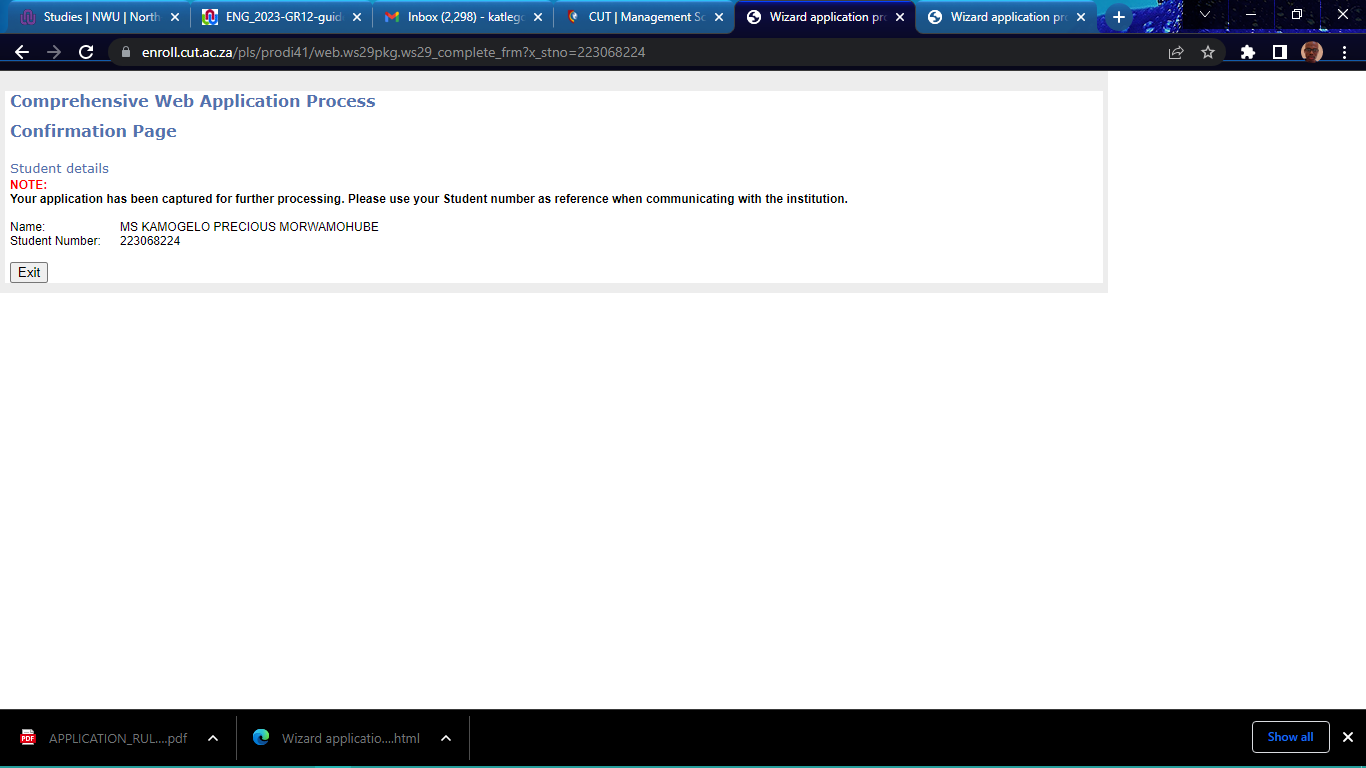 Studies | NWU | North
ENG_2023-GR12-guid
Inbox (2,298) - katleg
CUT | Management Sc
Wizard application pro
Wizard application pro
enroll.cut.ac.za/pls/prodi41/web.ws29pkg.ws29_complete_frm?x_stno=223068224
Comprehensive Web Application Process
Confirmation Page
Student details
NOTE:
Your application has been captured for further processing. Please use your Student number as reference when communicating with the institution.
Name: MS KAMOGELO PRECIOUS MORWAMOHUBE
Student Number: 223068224
Exit
PDF
APPLICATION_RUL....pdf
Wizard applicatio....html
Show all